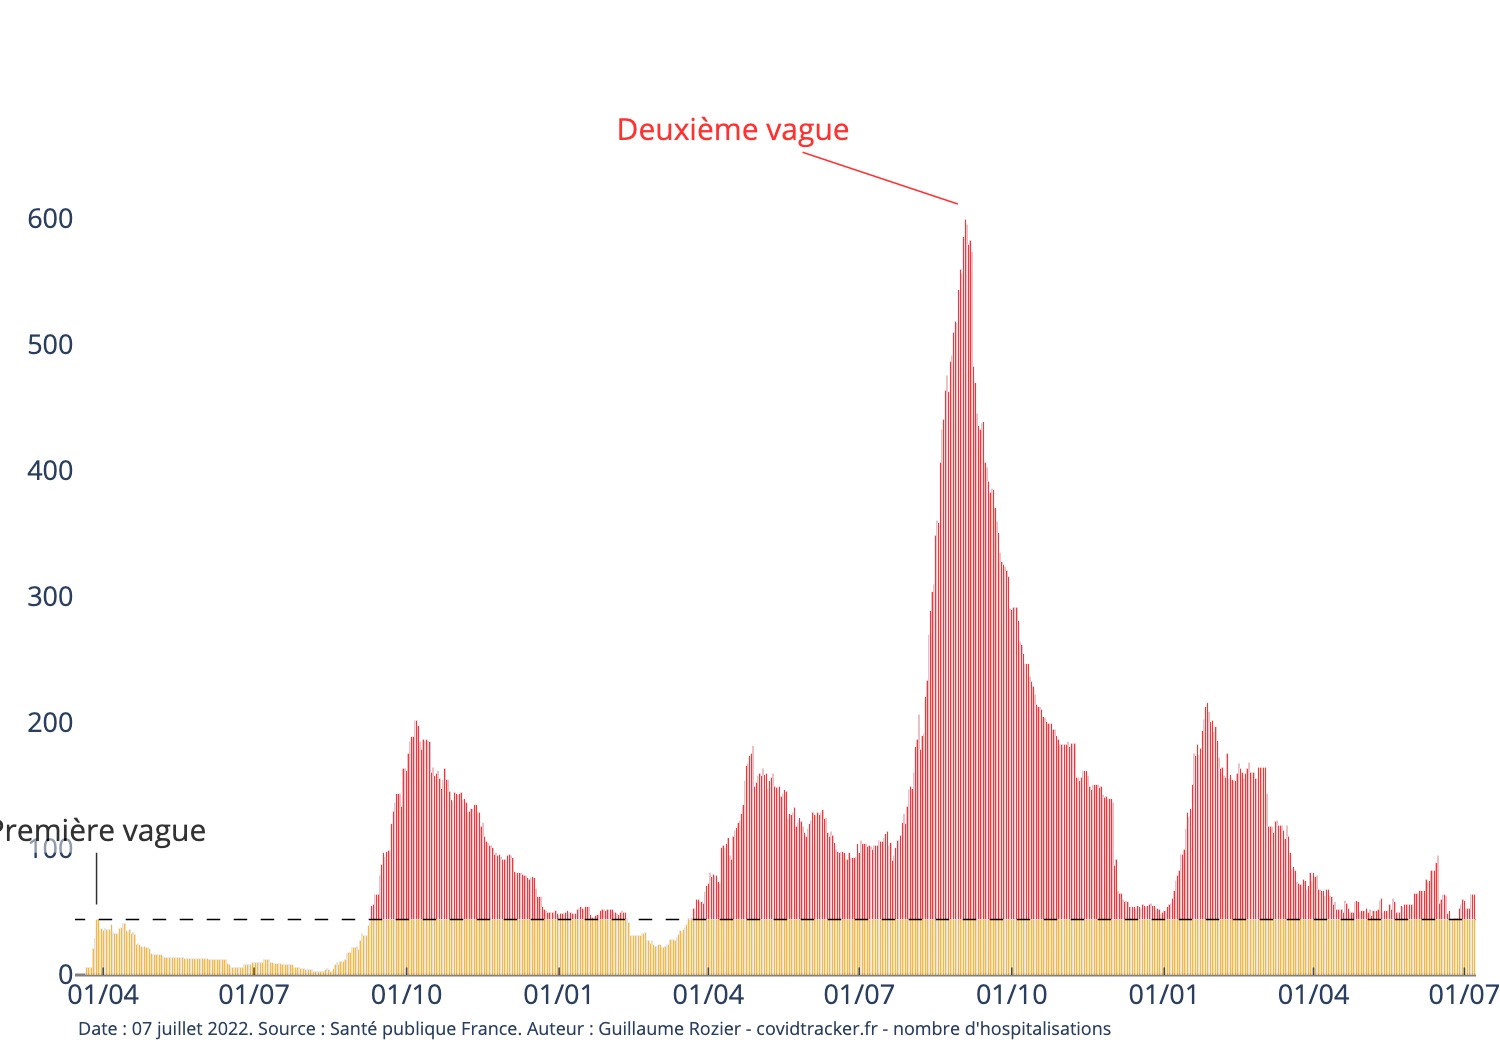 Deuxième vague
600
500
400
300
200
Première vague
100
0
01/04 01/07 01/10 01/01 01/04 01/07 01/10 01/01 01/04 01/07
Date : 07 juillet 2022. Source : Santé publique France. Auteur : Guillaume Rozier - covidtracker.fr - nombre d'hospitalisations